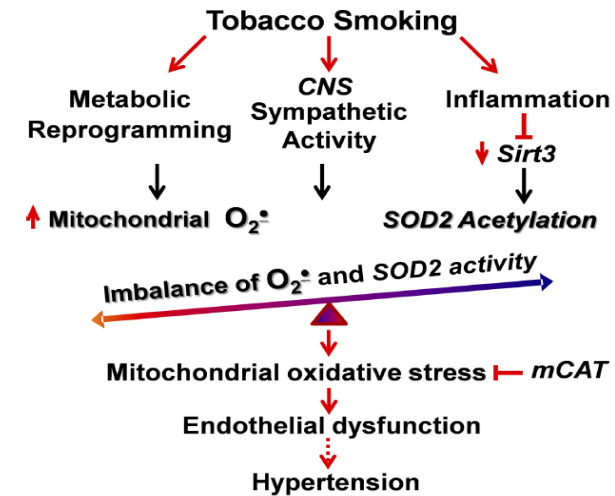 Tobacco Smoking
Metabolic
Reprogramming
CNS
Sympathetic
Activity
Inflammation
Sirt3
Mitochondrial O₂•
SOD2 Acetylation
Imbalance of O₂• and SOD2 activity
Mitochondrial oxidative stress
mCAT
Endothelial dysfunction
Hypertension